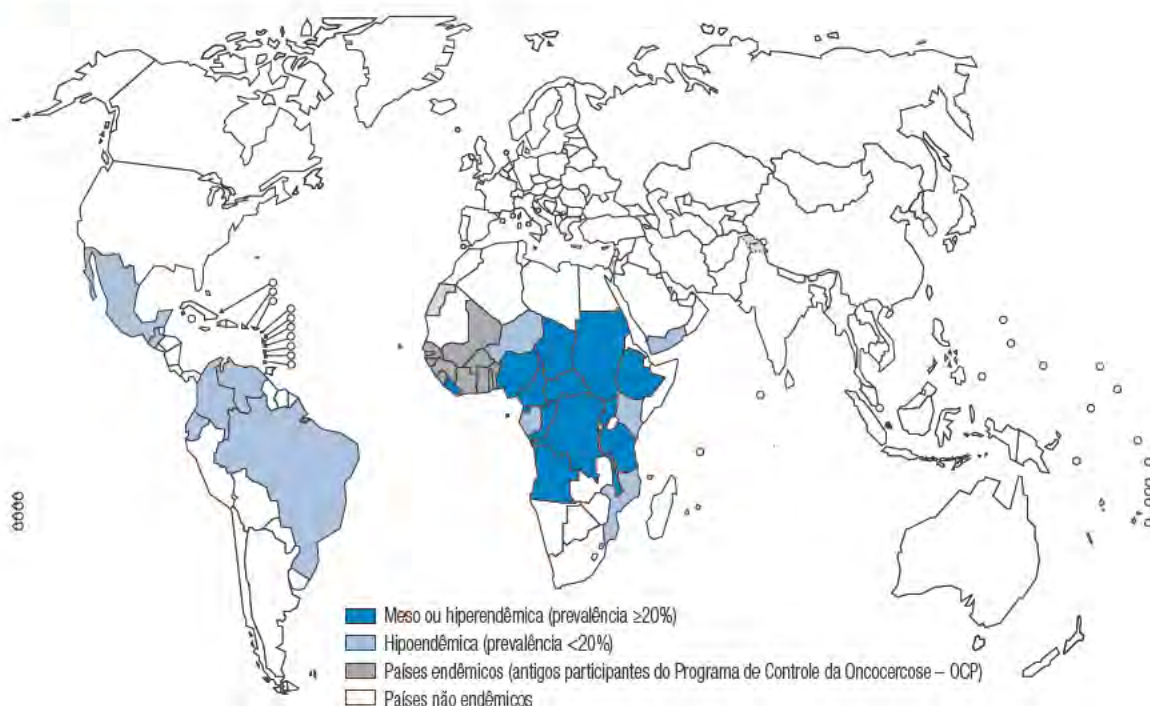 Meso ou hiperendêmica (prevalência ≥20%)
Hipoendêmica (prevalência <20%)
Países endêmicos (antigos participantes do Programa de Controle da Oncocercose – OCP)
Países não endêmicos